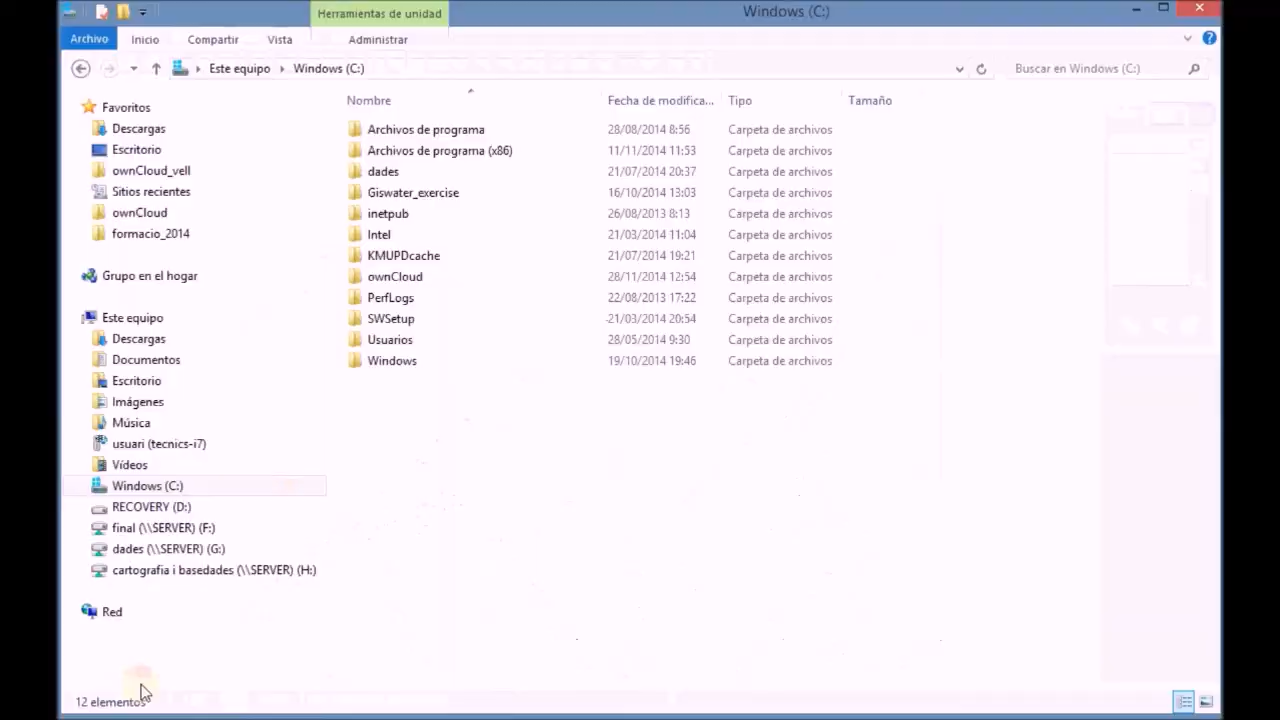 Herramientas de unidad
Windows (C:)
Archivo Inicio Compartir Vista Administrar
Este equipo Windows (C:) Buscar en Windows (C:)
Nombre Fecha de modifica... Tipo Tamaño
Favoritos
Descargas
Escritorio
ownCloud_vell
Sitios recientes
ownCloud
formacio_2014
Grupo en el hogar
Este equipo
Descargas
Documentos
Escritorio
Imágenes
Música
usuari (tecnics-i7)
Vídeos
Windows (C:)
RECOVERY (D:)
final (\\SERVER) (F:)
dades (\\SERVER) (G:)
cartografia i basedades (\\SERVER) (H:)
Red
Archivos de programa 28/08/2014 8:56 Carpeta de archivos
Archivos de programa (x86) 11/11/2014 11:53 Carpeta de archivos
dades 21/07/2014 20:37 Carpeta de archivos
Giswater_exercise 16/10/2014 13:03 Carpeta de archivos
inetpub 26/08/2013 8:13 Carpeta de archivos
Intel 21/03/2014 11:04 Carpeta de archivos
KMUPDcache 21/07/2014 19:21 Carpeta de archivos
ownCloud 28/11/2014 12:54 Carpeta de archivos
PerfLogs 22/08/2013 17:22 Carpeta de archivos
SWSetup 21/03/2014 20:54 Carpeta de archivos
Usuarios 28/05/2014 9:30 Carpeta de archivos
Windows 19/10/2014 19:46 Carpeta de archivos
12 elementos